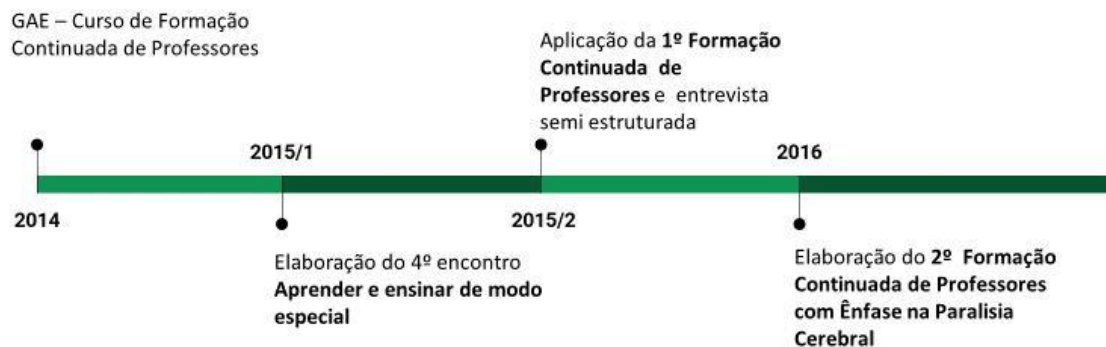 GAE – Curso de Formação
Continuada de Professores
Aplicação da 1º Formação
Continuada de
Professores e entrevista
semi estruturada
2015/1
2016
2014
2015/2
Elaboração do 4º encontro
Aprender e ensinar de modo
especial
Elaboração do 2º Formação
Continuada de Professores
com Ênfase na Paralisia
Cerebral